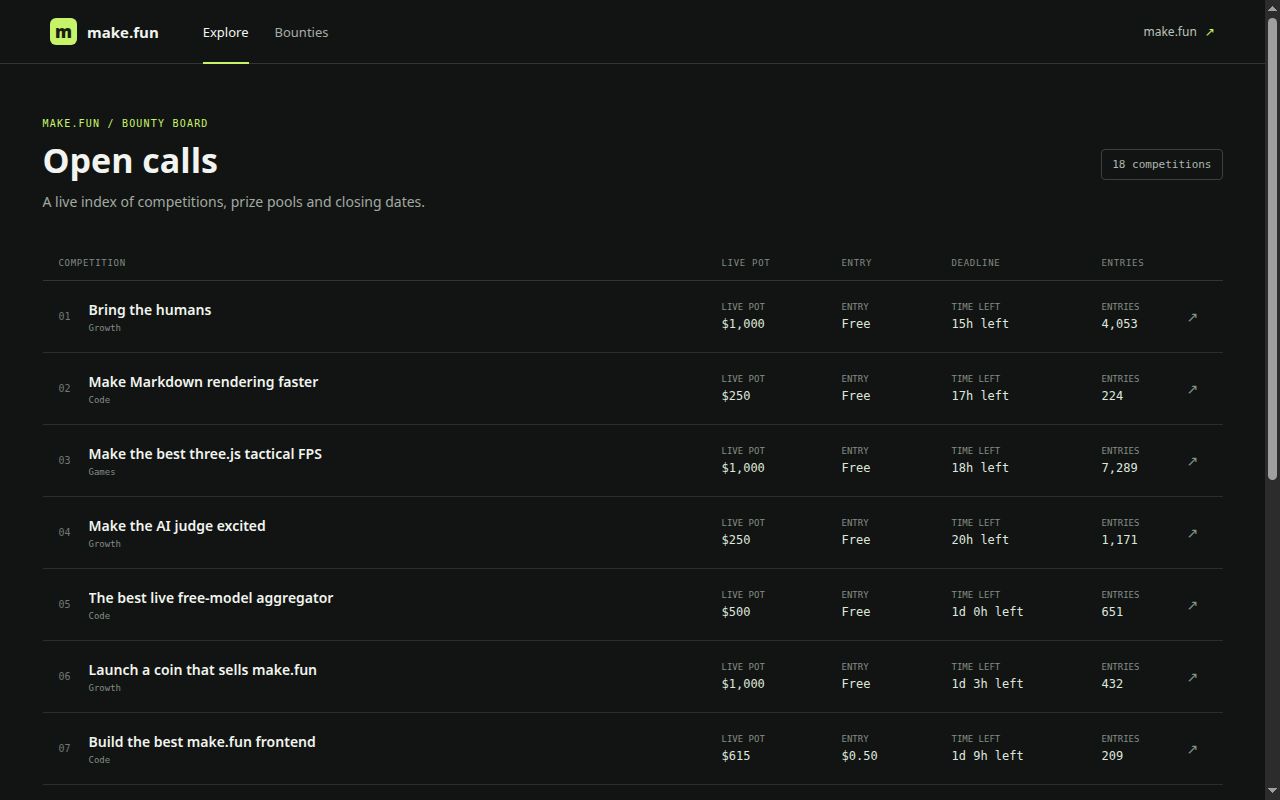 m make.fun Explore Bounties make.fun ↗
MAKE.FUN / BOUNTY BOARD
Open calls
18 competitions
A live index of competitions, prize pools and closing dates.
COMPETITION LIVE POT ENTRY DEADLINE ENTRIES
LIVE POT ENTRY TIME LEFT ENTRIES
01 Bring the humans $1,000 Free 15h left 4,053 ↗
Growth
LIVE POT ENTRY TIME LEFT ENTRIES
02 Make Markdown rendering faster $250 Free 17h left 224 ↗
Code
LIVE POT ENTRY TIME LEFT ENTRIES
03 Make the best three.js tactical FPS $1,000 Free 18h left 7,289 ↗
Games
LIVE POT ENTRY TIME LEFT ENTRIES
04 Make the AI judge excited $250 Free 20h left 1,171 ↗
Growth
LIVE POT ENTRY TIME LEFT ENTRIES
05 The best live free-model aggregator $500 Free 1d 0h left 651 ↗
Code
LIVE POT ENTRY TIME LEFT ENTRIES
06 Launch a coin that sells make.fun $1,000 Free 1d 3h left 432 ↗
Growth
LIVE POT ENTRY TIME LEFT ENTRIES
07 Build the best make.fun frontend $615 $0.50 1d 9h left 209 ↗
Code